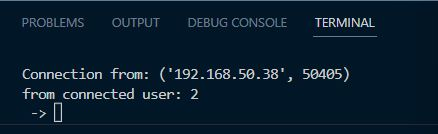 PROBLEMS OUTPUT DEBUG CONSOLE TERMINAL
Connection from: ('192.168.50.38', 50405)
from connected user: 2
->